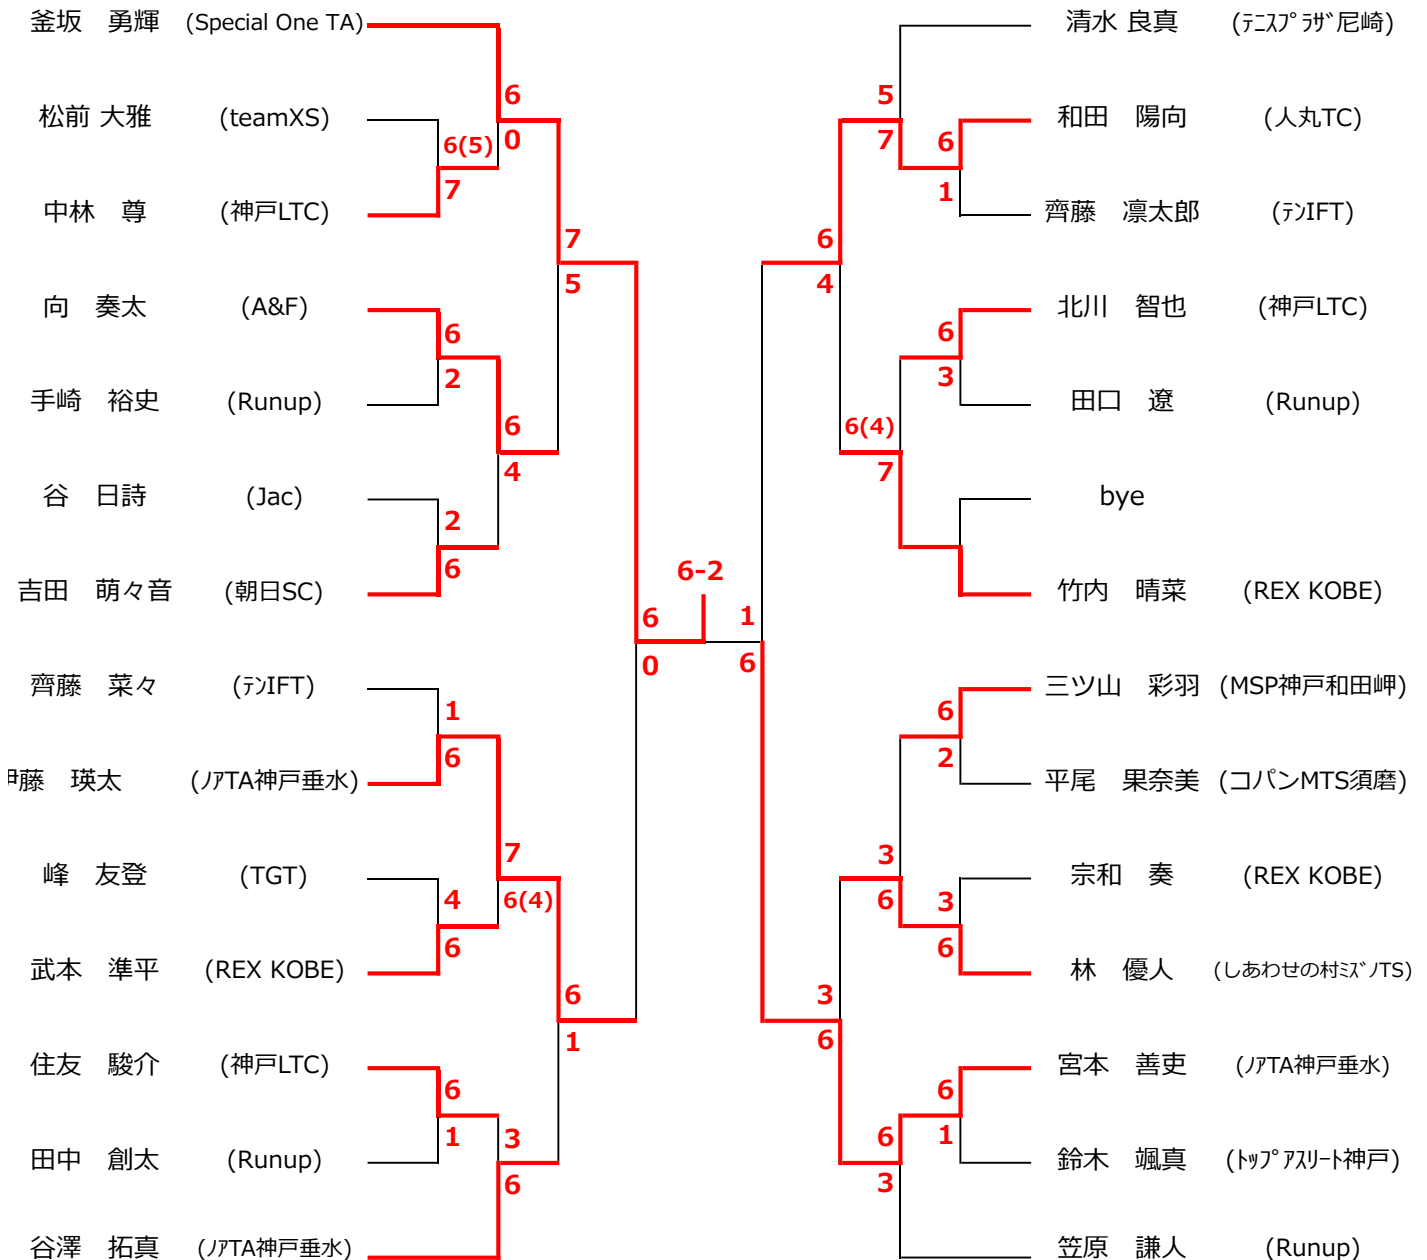 釜坂　勇輝 (Special One TA)
6
0
松前 大雅 (teamXS)
6(5)
7
中林　尊 (神戸LTC)
7
5
向　奏太 (A&F)
6
2
手崎　裕史 (Runup)
6
4
谷　日詩 (Jac)
2
6
吉田　萌々音 (朝日SC)
6
0
齊藤　菜々 (ﾃﾝIFT)
1
6
藤　瑛太 (ﾉｱTA神戸垂水)
7
6(4)
峰　友登 (TGT)
4
6
武本　準平 (REX KOBE)
6
1
住友　駿介 (神戸LTC)
6
1
田中　創太 (Runup)
3
6
谷澤　拓真 (ﾉｱTA神戸垂水)
6-2
清水 良真 (ﾃﾆｽﾌﾟﾗｻﾞ尼崎)
5
7
和田　陽向 (人丸TC)
6
1
齊藤　凛太郎 (ﾃﾝIFT)
6
4
北川　智也 (神戸LTC)
6
3
田口　遼 (Runup)
6(4)
7
bye
竹内　晴菜 (REX KOBE)
1
6
三ツ山　彩羽 (MSP神戸和田岬)
6
2
平尾　果奈美 (コパンMTS須磨)
3
6
宗和　奏 (REX KOBE)
3
6
林　優人 (しあわせの村ﾐｽﾞﾉTS)
3
6
宮本　善吏 (ﾉｱTA神戸垂水)
6
1
鈴木　颯真 (ﾄｯﾌﾟｱｽﾘｰﾄ神戸)
6
3
笠原　謙人 (Runup)